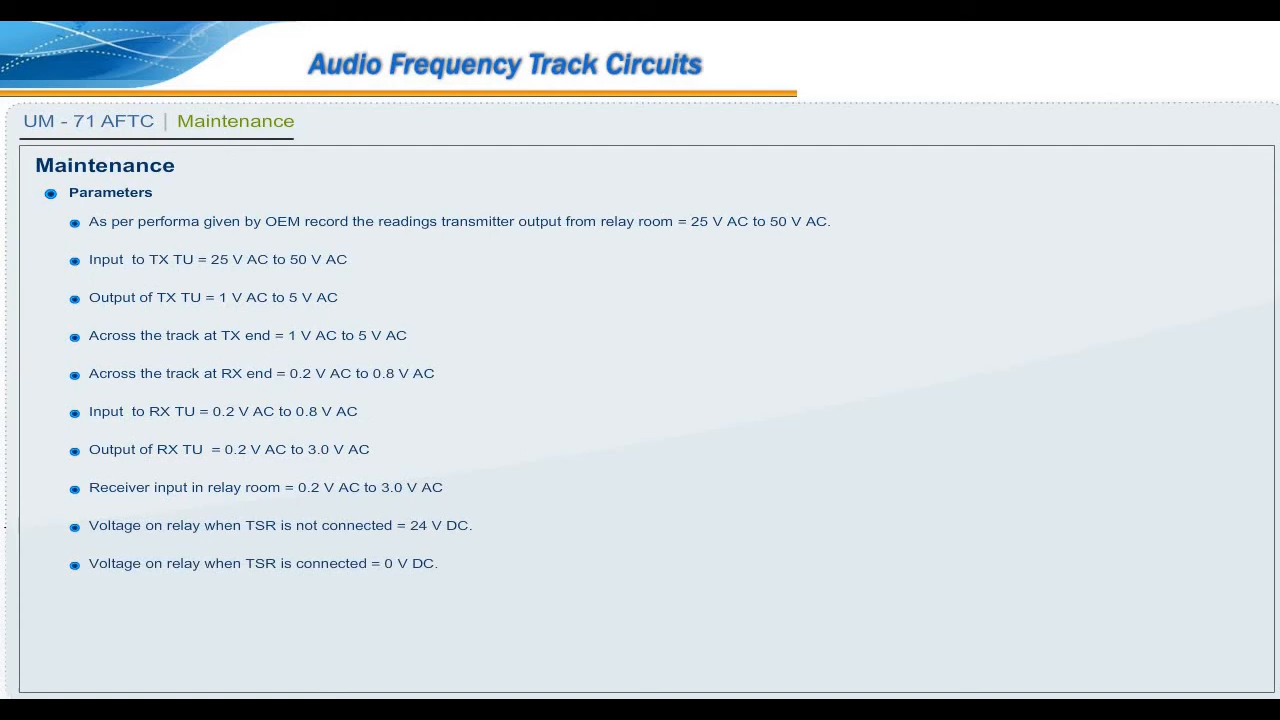 Audio Frequency Track Circuits
UM - 71 AFTC | Maintenance
Maintenance
Parameters
As per performa given by OEM record the readings transmitter output from relay room = 25 V AC to 50 V AC.
Input  to TX TU = 25 V AC to 50 V AC
Output of TX TU = 1 V AC to 5 V AC
Across the track at TX end = 1 V AC to 5 V AC
Across the track at RX end = 0.2 V AC to 0.8 V AC
Input  to RX TU = 0.2 V AC to 0.8 V AC
Output of RX TU  = 0.2 V AC to 3.0 V AC
Receiver input in relay room = 0.2 V AC to 3.0 V AC
Voltage on relay when TSR is not connected = 24 V DC.
Voltage on relay when TSR is connected = 0 V DC.